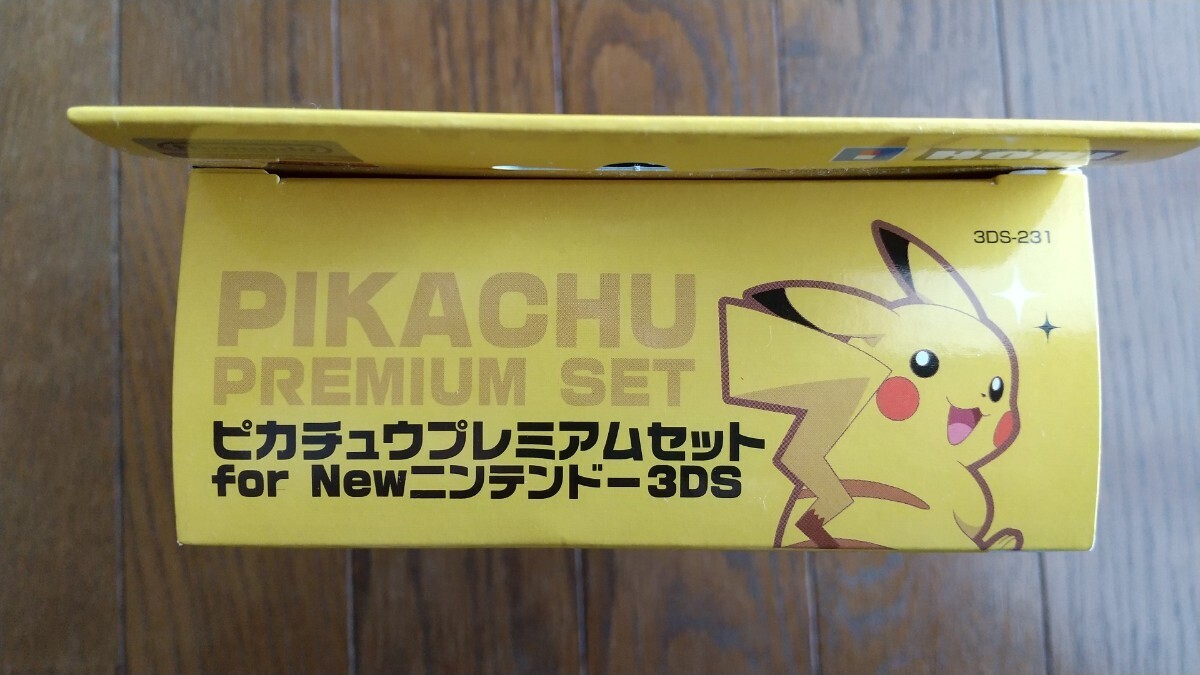 HORI
3DS-231
PIKACHU
PREMIUM SET
ピカチュウプレミアムセット
for Newニンテンドー3DS